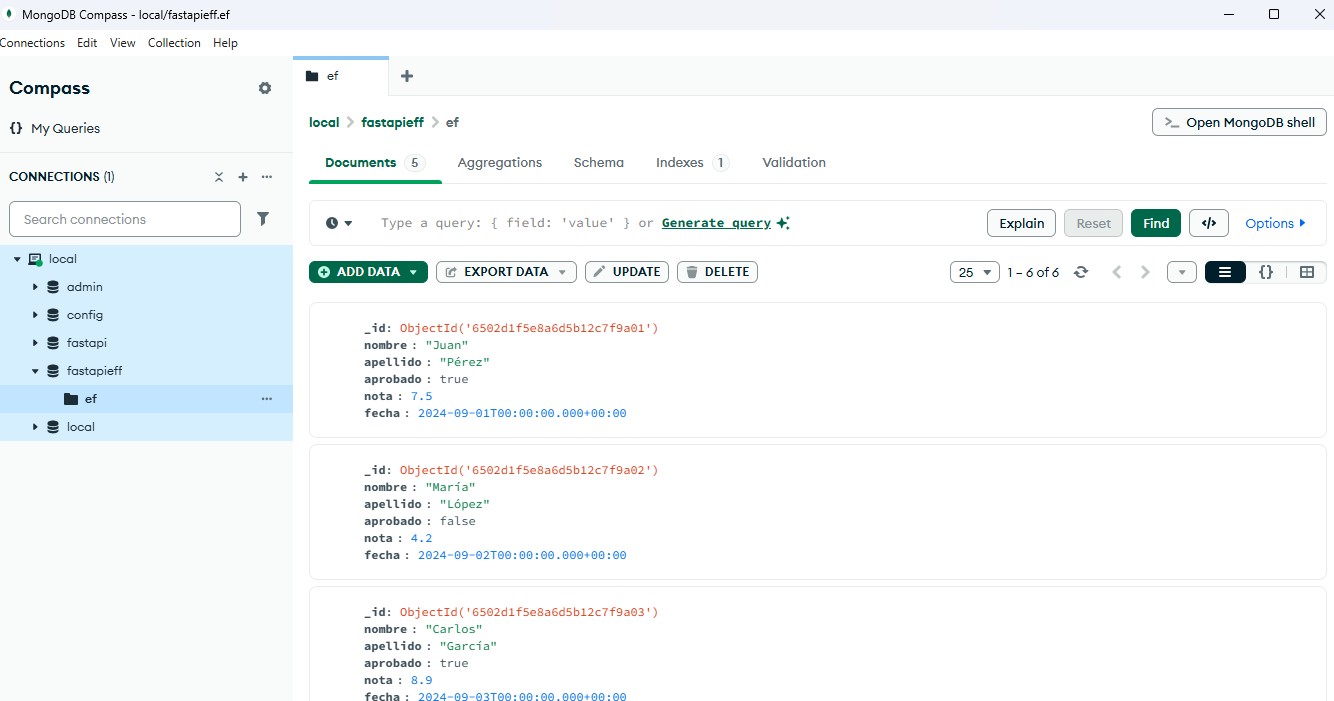 MongoDB Compass - local/fastapieff.ef
Connections Edit View Collection Help
Compass
{} My Queries
CONNECTIONS (1)
Search connections
local
admin
config
fastapi
fastapieff
ef
local
ef
local > fastapieff > ef
>_ Open MongoDB shell
Documents 5 Aggregations Schema Indexes 1 Validation
Type a query: { field: 'value' } or Generate query
Explain Reset Find </> Options
ADD DATA EXPORT DATA UPDATE DELETE
25 1 – 6 of 6 {}
_id: ObjectId('6502d1f5e8a6d5b12c7f9a01')
nombre : "Juan"
apellido : "Pérez"
aprobado : true
nota : 7.5
fecha : 2024-09-01T00:00:00.000+00:00
_id: ObjectId('6502d1f5e8a6d5b12c7f9a02')
nombre : "María"
apellido : "López"
aprobado : false
nota : 4.2
fecha : 2024-09-02T00:00:00.000+00:00
_id: ObjectId('6502d1f5e8a6d5b12c7f9a03')
nombre : "Carlos"
apellido : "García"
aprobado : true
nota : 8.9
fecha : 2024-09-03T00:00:00.000+00:00